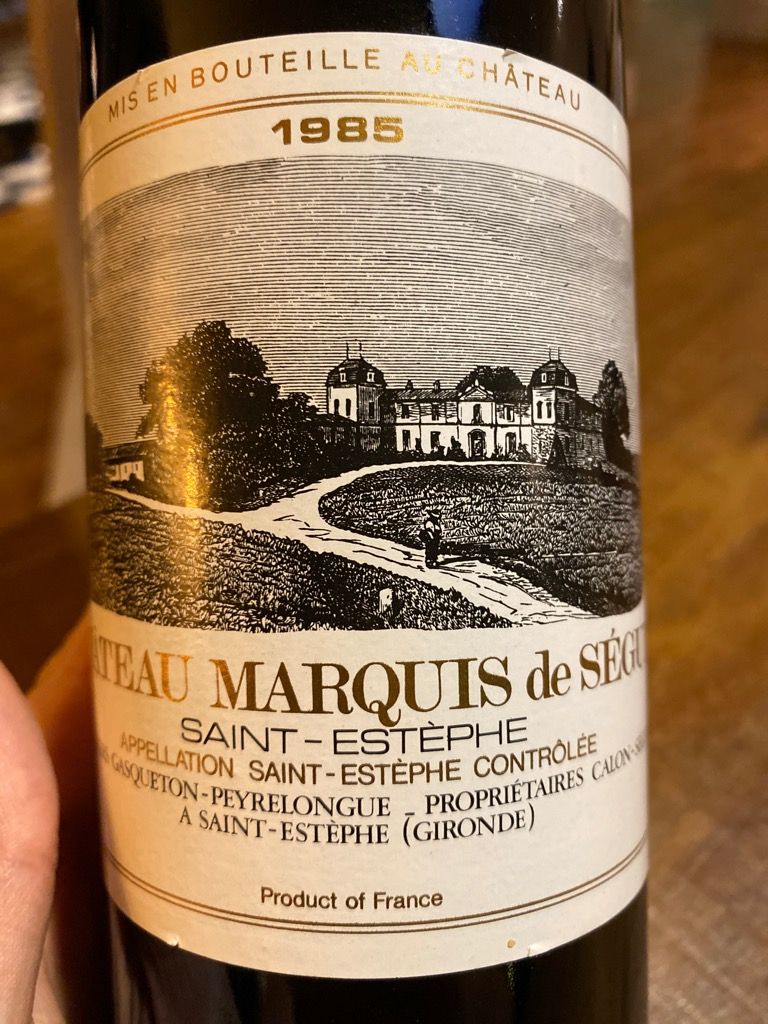 MIS EN BOUTEILLE AU CHÂTEAU
1985
MARQUIS de
SAINT-ESTÈPHE
APPELLATION SAINT-ESTÈPHE CONTRÔLÉE
GASQUETON-PEYRELONGUE - PROPRIÉTAIRES
A SAINT-ESTÈPHE (GIRONDE)
Product of France